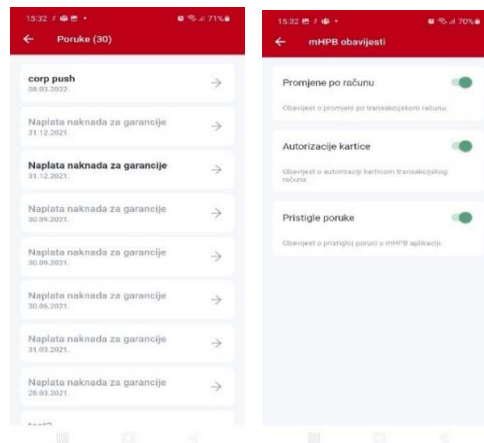 15:32
71%
Poruke (30)
corp push
08.03.2022.
Naplata naknada za garancije
31.12.2021.
Naplata naknada za garancije
31.12.2021.
Naplata naknada za garancije
30.09.2021.
Naplata naknada za garancije
30.09.2021.
Naplata naknada za garancije
30.06.2021.
Naplata naknada za garancije
31.03.2021.
Naplata naknada za garancije
28.03.2021.
15:32
70%
mHPB obavijesti
Promjene po računu
Obavijest o promjeni po transakcijskom računu.
Autorizacije kartice
Obavijest o autorizaciji karticom transakcijskog
računa.
Pristigle poruke
Obavijest o pristigloj poruci u mHPB aplikaciji.